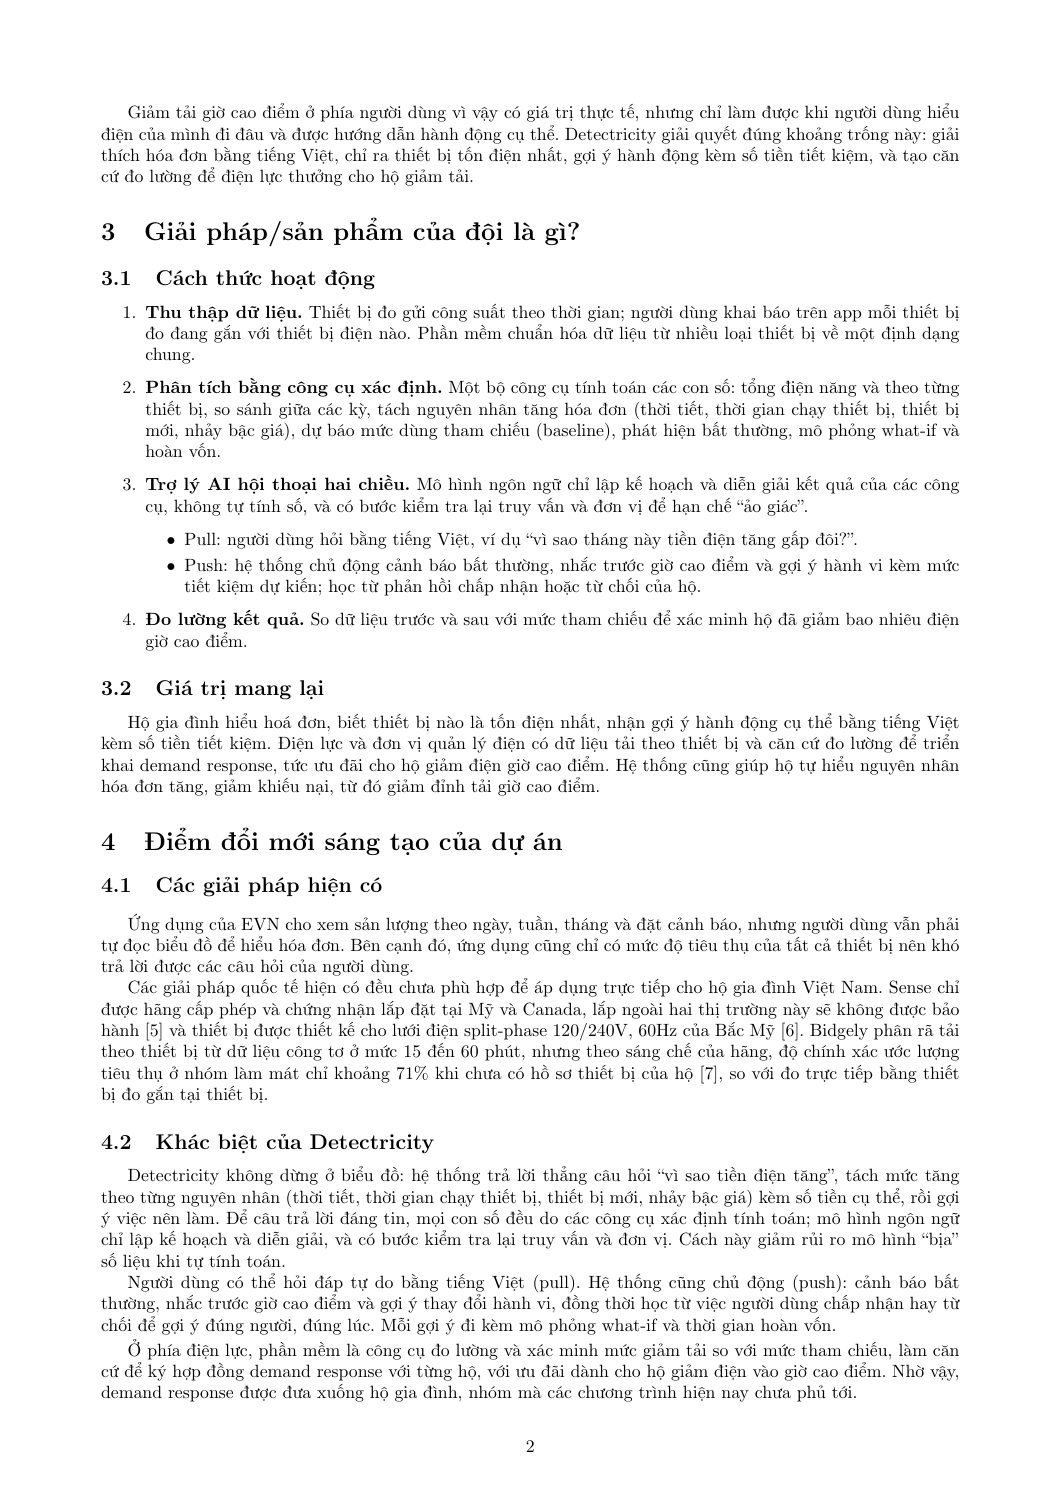 Giảm tải giờ cao điểm ở phía người dùng vì vậy có giá trị thực tế, nhưng chỉ làm được khi người dùng hiểu
điện của mình đi đâu và được hướng dẫn hành động cụ thể. Detectricity giải quyết đúng khoảng trống này: giải
thích hóa đơn bằng tiếng Việt, chỉ ra thiết bị tốn điện nhất, gợi ý hành động kèm số tiền tiết kiệm, và tạo căn
cứ đo lường để điện lực thưởng cho hộ giảm tải.
3 Giải pháp/sản phẩm của đội là gì?
3.1 Cách thức hoạt động
1. Thu thập dữ liệu. Thiết bị đo gửi công suất theo thời gian; người dùng khai báo trên app mỗi thiết bị
đo đang gắn với thiết bị điện nào. Phần mềm chuẩn hóa dữ liệu từ nhiều loại thiết bị về một định dạng
chung.
2. Phân tích bằng công cụ xác định. Một bộ công cụ tính toán các con số: tổng điện năng và theo từng
thiết bị, so sánh giữa các kỳ, tách nguyên nhân tăng hóa đơn (thời tiết, thời gian chạy thiết bị, thiết bị
mới, nhảy bậc giá), dự báo mức dùng tham chiếu (baseline), phát hiện bất thường, mô phỏng what-if và
hoàn vốn.
3. Trợ lý AI hội thoại hai chiều. Mô hình ngôn ngữ chỉ lập kế hoạch và diễn giải kết quả của các công
cụ, không tự tính số, và có bước kiểm tra lại truy vấn và đơn vị để hạn chế “ảo giác”.
• Pull: người dùng hỏi bằng tiếng Việt, ví dụ “vì sao tháng này tiền điện tăng gấp đôi?”.
• Push: hệ thống chủ động cảnh báo bất thường, nhắc trước giờ cao điểm và gợi ý hành vi kèm mức
tiết kiệm dự kiến; học từ phản hồi chấp nhận hoặc từ chối của hộ.
4. Đo lường kết quả. So dữ liệu trước và sau với mức tham chiếu để xác minh hộ đã giảm bao nhiêu điện
giờ cao điểm.
3.2 Giá trị mang lại
Hộ gia đình hiểu hoá đơn, biết thiết bị nào là tốn điện nhất, nhận gợi ý hành động cụ thể bằng tiếng Việt
kèm số tiền tiết kiệm. Điện lực và đơn vị quản lý điện có dữ liệu tải theo thiết bị và căn cứ đo lường để triển
khai demand response, tức ưu đãi cho hộ giảm điện giờ cao điểm. Hệ thống cũng giúp hộ tự hiểu nguyên nhân
hóa đơn tăng, giảm khiếu nại, từ đó giảm đỉnh tải giờ cao điểm.
4 Điểm đổi mới sáng tạo của dự án
4.1 Các giải pháp hiện có
Ứng dụng của EVN cho xem sản lượng theo ngày, tuần, tháng và đặt cảnh báo, nhưng người dùng vẫn phải
tự đọc biểu đồ để hiểu hóa đơn. Bên cạnh đó, ứng dụng cũng chỉ có mức độ tiêu thụ của tất cả thiết bị nên khó
trả lời được các câu hỏi của người dùng.
Các giải pháp quốc tế hiện có đều chưa phù hợp để áp dụng trực tiếp cho hộ gia đình Việt Nam. Sense chỉ
được hãng cấp phép và chứng nhận lắp đặt tại Mỹ và Canada, lắp ngoài hai thị trường này sẽ không được bảo
hành [5] và thiết bị được thiết kế cho lưới điện split-phase 120/240V, 60Hz của Bắc Mỹ [6]. Bidgely phân rã tải
theo thiết bị từ dữ liệu công tơ ở mức 15 đến 60 phút, nhưng theo sáng chế của hãng, độ chính xác ước lượng
tiêu thụ ở nhóm làm mát chỉ khoảng 71% khi chưa có hồ sơ thiết bị của hộ [7], so với đo trực tiếp bằng thiết
bị đo gắn tại thiết bị.
4.2 Khác biệt của Detectricity
Detectricity không dừng ở biểu đồ: hệ thống trả lời thẳng câu hỏi “vì sao tiền điện tăng”, tách mức tăng
theo từng nguyên nhân (thời tiết, thời gian chạy thiết bị, thiết bị mới, nhảy bậc giá) kèm số tiền cụ thể, rồi gợi
ý việc nên làm. Để câu trả lời đáng tin, mọi con số đều do các công cụ xác định tính toán; mô hình ngôn ngữ
chỉ lập kế hoạch và diễn giải, và có bước kiểm tra lại truy vấn và đơn vị. Cách này giảm rủi ro mô hình “bịa”
số liệu khi tự tính toán.
Người dùng có thể hỏi đáp tự do bằng tiếng Việt (pull). Hệ thống cũng chủ động (push): cảnh báo bất
thường, nhắc trước giờ cao điểm và gợi ý thay đổi hành vi, đồng thời học từ việc người dùng chấp nhận hay từ
chối để gợi ý đúng người, đúng lúc. Mỗi gợi ý đi kèm mô phỏng what-if và thời gian hoàn vốn.
Ở phía điện lực, phần mềm là công cụ đo lường và xác minh mức giảm tải so với mức tham chiếu, làm căn
cứ để ký hợp đồng demand response với từng hộ, với ưu đãi dành cho hộ giảm điện vào giờ cao điểm. Nhờ vậy,
demand response được đưa xuống hộ gia đình, nhóm mà các chương trình hiện nay chưa phủ tới.
2